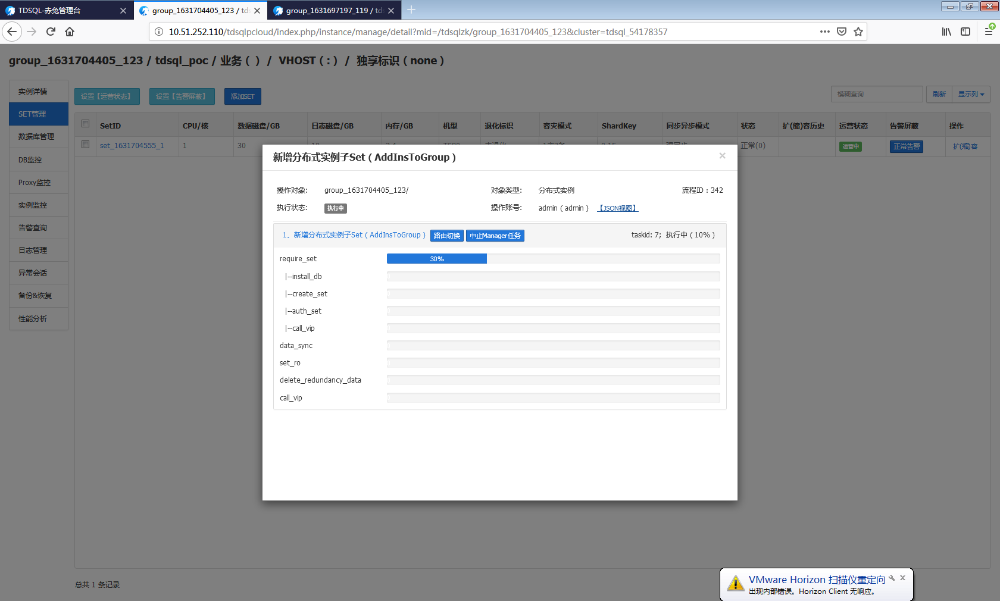 TDSQL-赤兔管理台
group_1631704405_123 / tds
group_1631697197_119 / tds
10.51.252.110/tdsqlpcloud/index.php/instance/manage/detail?mid=/tdsqlzk/group_1631704405_123&cluster=tdsql_54178357
group_1631704405_123 / tdsql_poc / 业务 ( ) / VHOST ( : ) / 独享标识 ( none )
实例详情
SET管理
数据库管理
DB监控
Proxy监控
实例监控
告警查询
日志管理
异常会话
备份&恢复
性能分析
设置【运营状态】 设置【告警屏蔽】 添加SET
模糊查询 刷新 显示列
SetID CPU/核 数据磁盘/GB 日志磁盘/GB 内存/GB 机型 退化标识 容灾模式 ShardKey 同步异步模式 状态 扩(缩)容历史 运营状态 告警屏蔽 操作
set_1631704555_1 1 30 正常(0) 运营中 正常告警 扩(缩)容
新增分布式实例子Set ( AddInsToGroup )
操作对象: group_1631704405_123/ 对象类型: 分布式实例 流程ID : 342
执行状态: 执行中 操作账号: admin ( admin ) 【JSON视图】
1、新增分布式实例子Set ( AddInsToGroup ) 路由切换 中止Manager任务 taskid: 7; 执行中 ( 10% )
require_set 30%
|--install_db
|--create_set
|--auth_set
|--call_vip
data_sync
set_ro
delete_redundancy_data
call_vip
总共 1 条记录
VMware Horizon 扫描仪重定向
出现内部错误。Horizon Client 无响应。